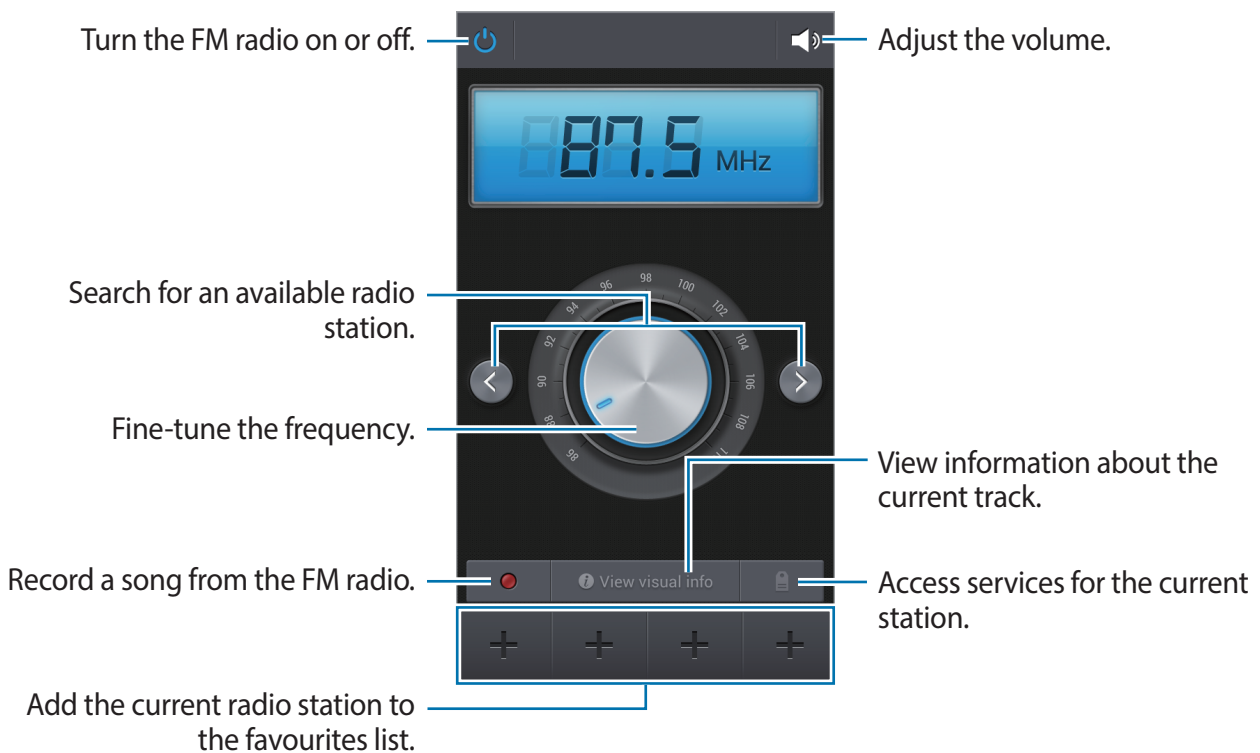 Turn the FM radio on or off.
Adjust the volume.
87.5 MHz
Search for an available radio
station.
86
88
90
92
94
96
98
100
102
104
106
108
Fine-tune the frequency.
View information about the
current track.
Record a song from the FM radio.
View visual info
Access services for the current
station.
Add the current radio station to
the favourites list.